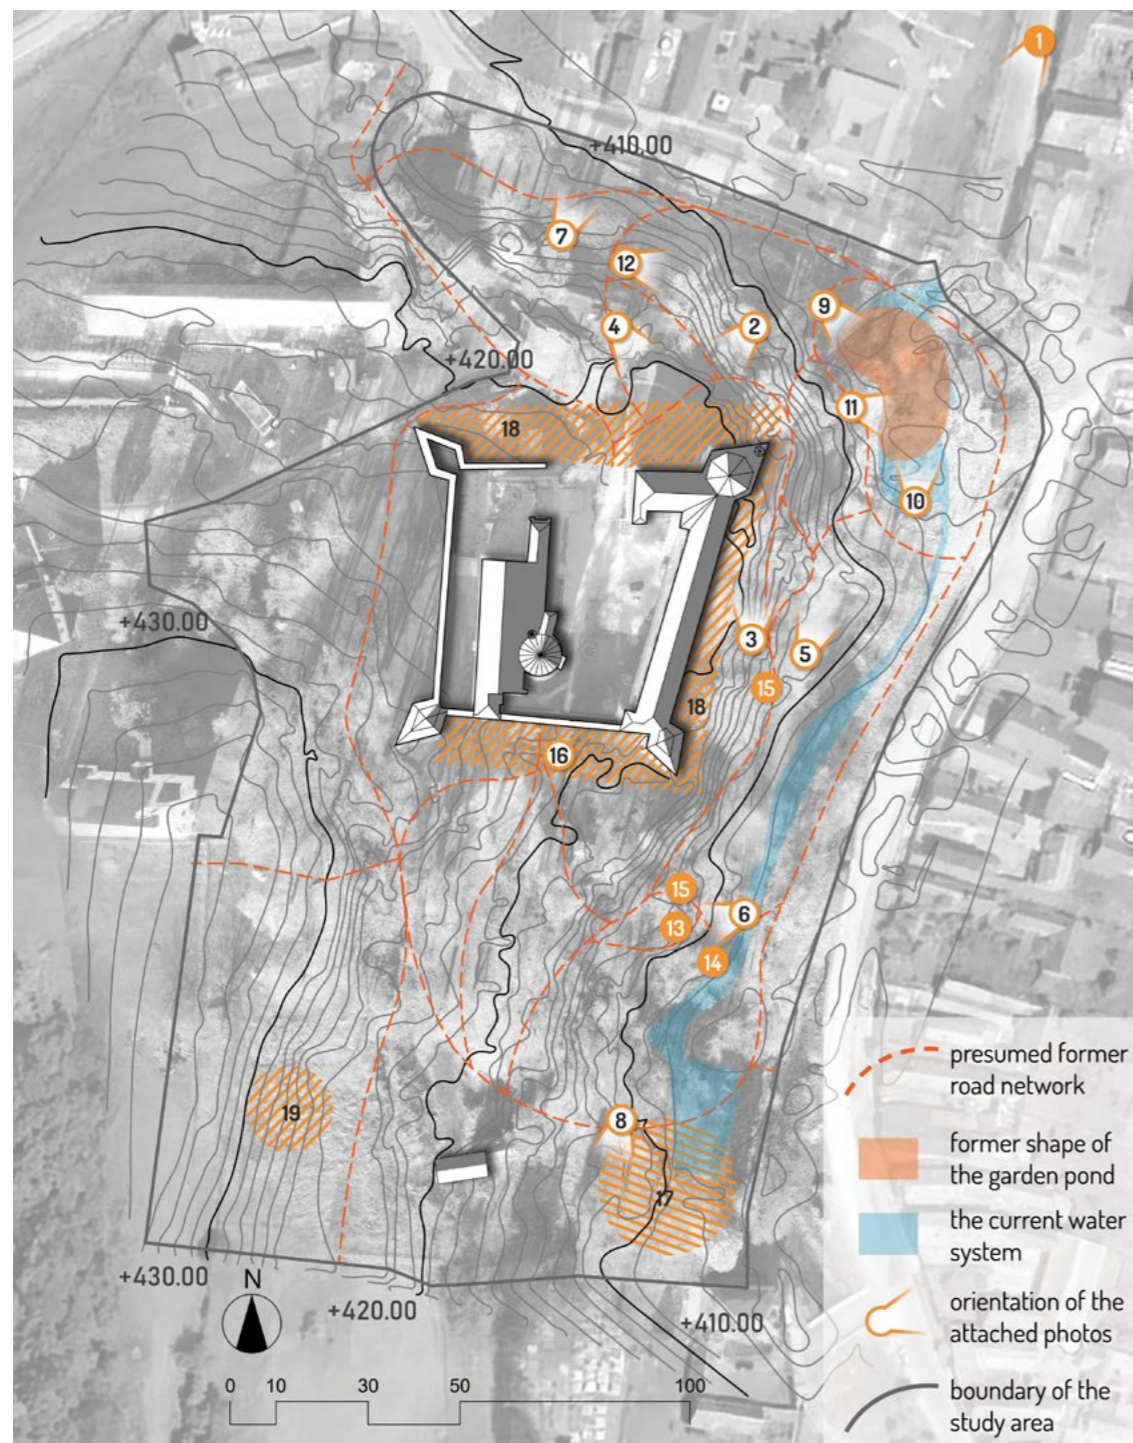 1
+410.00
7
12
9
4
2
+420.00
11
18
10
+430.00
3
5
15
18
16
15
6
13
14
presumed former
road network
19
8
former shape of
the garden pond
17
the current water
system
+430.00
N
+420.00
+410.00
orientation of the
attached photos
0 10 30 50 100
boundary of the
study area